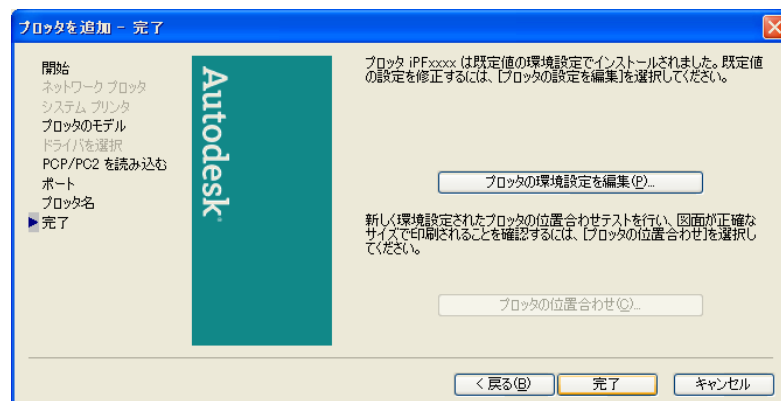 プロッタを追加 - 完了
開始
ネットワーク プロッタ
システム プリンタ
プロッタのモデル
ドライバを選択
PCP/PC2 を読み込む
ポート
プロッタ名
完了
Autodesk
プロッタ iPFxxxx は既定値の環境設定でインストールされました。既定値
の設定を修正するには、[プロッタの設定を編集]を選択してください。
プロッタの環境設定を編集(P)...
新しく環境設定されたプロッタの位置合わせテストを行い、図面が正確な
サイズで印刷されることを確認するには、[プロッタの位置合わせ]を選択し
てください。
プロッタの位置合わせ(C)...
< 戻る(B)
完了
キャンセル